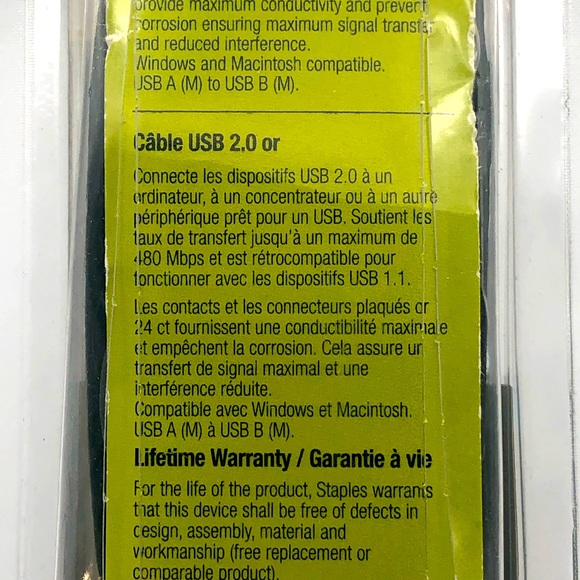 provide maximum conductivity and prevent
corrosion ensuring maximum signal transfer
and reduced interference.
Windows and Macintosh compatible.
USB A (M) to USB B (M).
Câble USB 2.0 or
Connecte les dispositifs USB 2.0 à un
ordinateur, à un concentrateur ou à un autre
périphérique prêt pour un USB. Soutient les
taux de transfert jusqu'à un maximum de
480 Mbps et est rétrocompatible pour
fonctionner avec les dispositifs USB 1.1.
Les contacts et les connecteurs plaqués or
24 ct fournissent une conductibilité maximale
et empêchent la corrosion. Cela assure un
transfert de signal maximal et une
interférence réduite.
Compatible avec Windows et Macintosh.
USB A (M) à USB B (M).
Lifetime Warranty / Garantie à vie
For the life of the product, Staples warrants
that this device shall be free of defects in
design, assembly, material and
workmanship (free replacement or
comparable product).